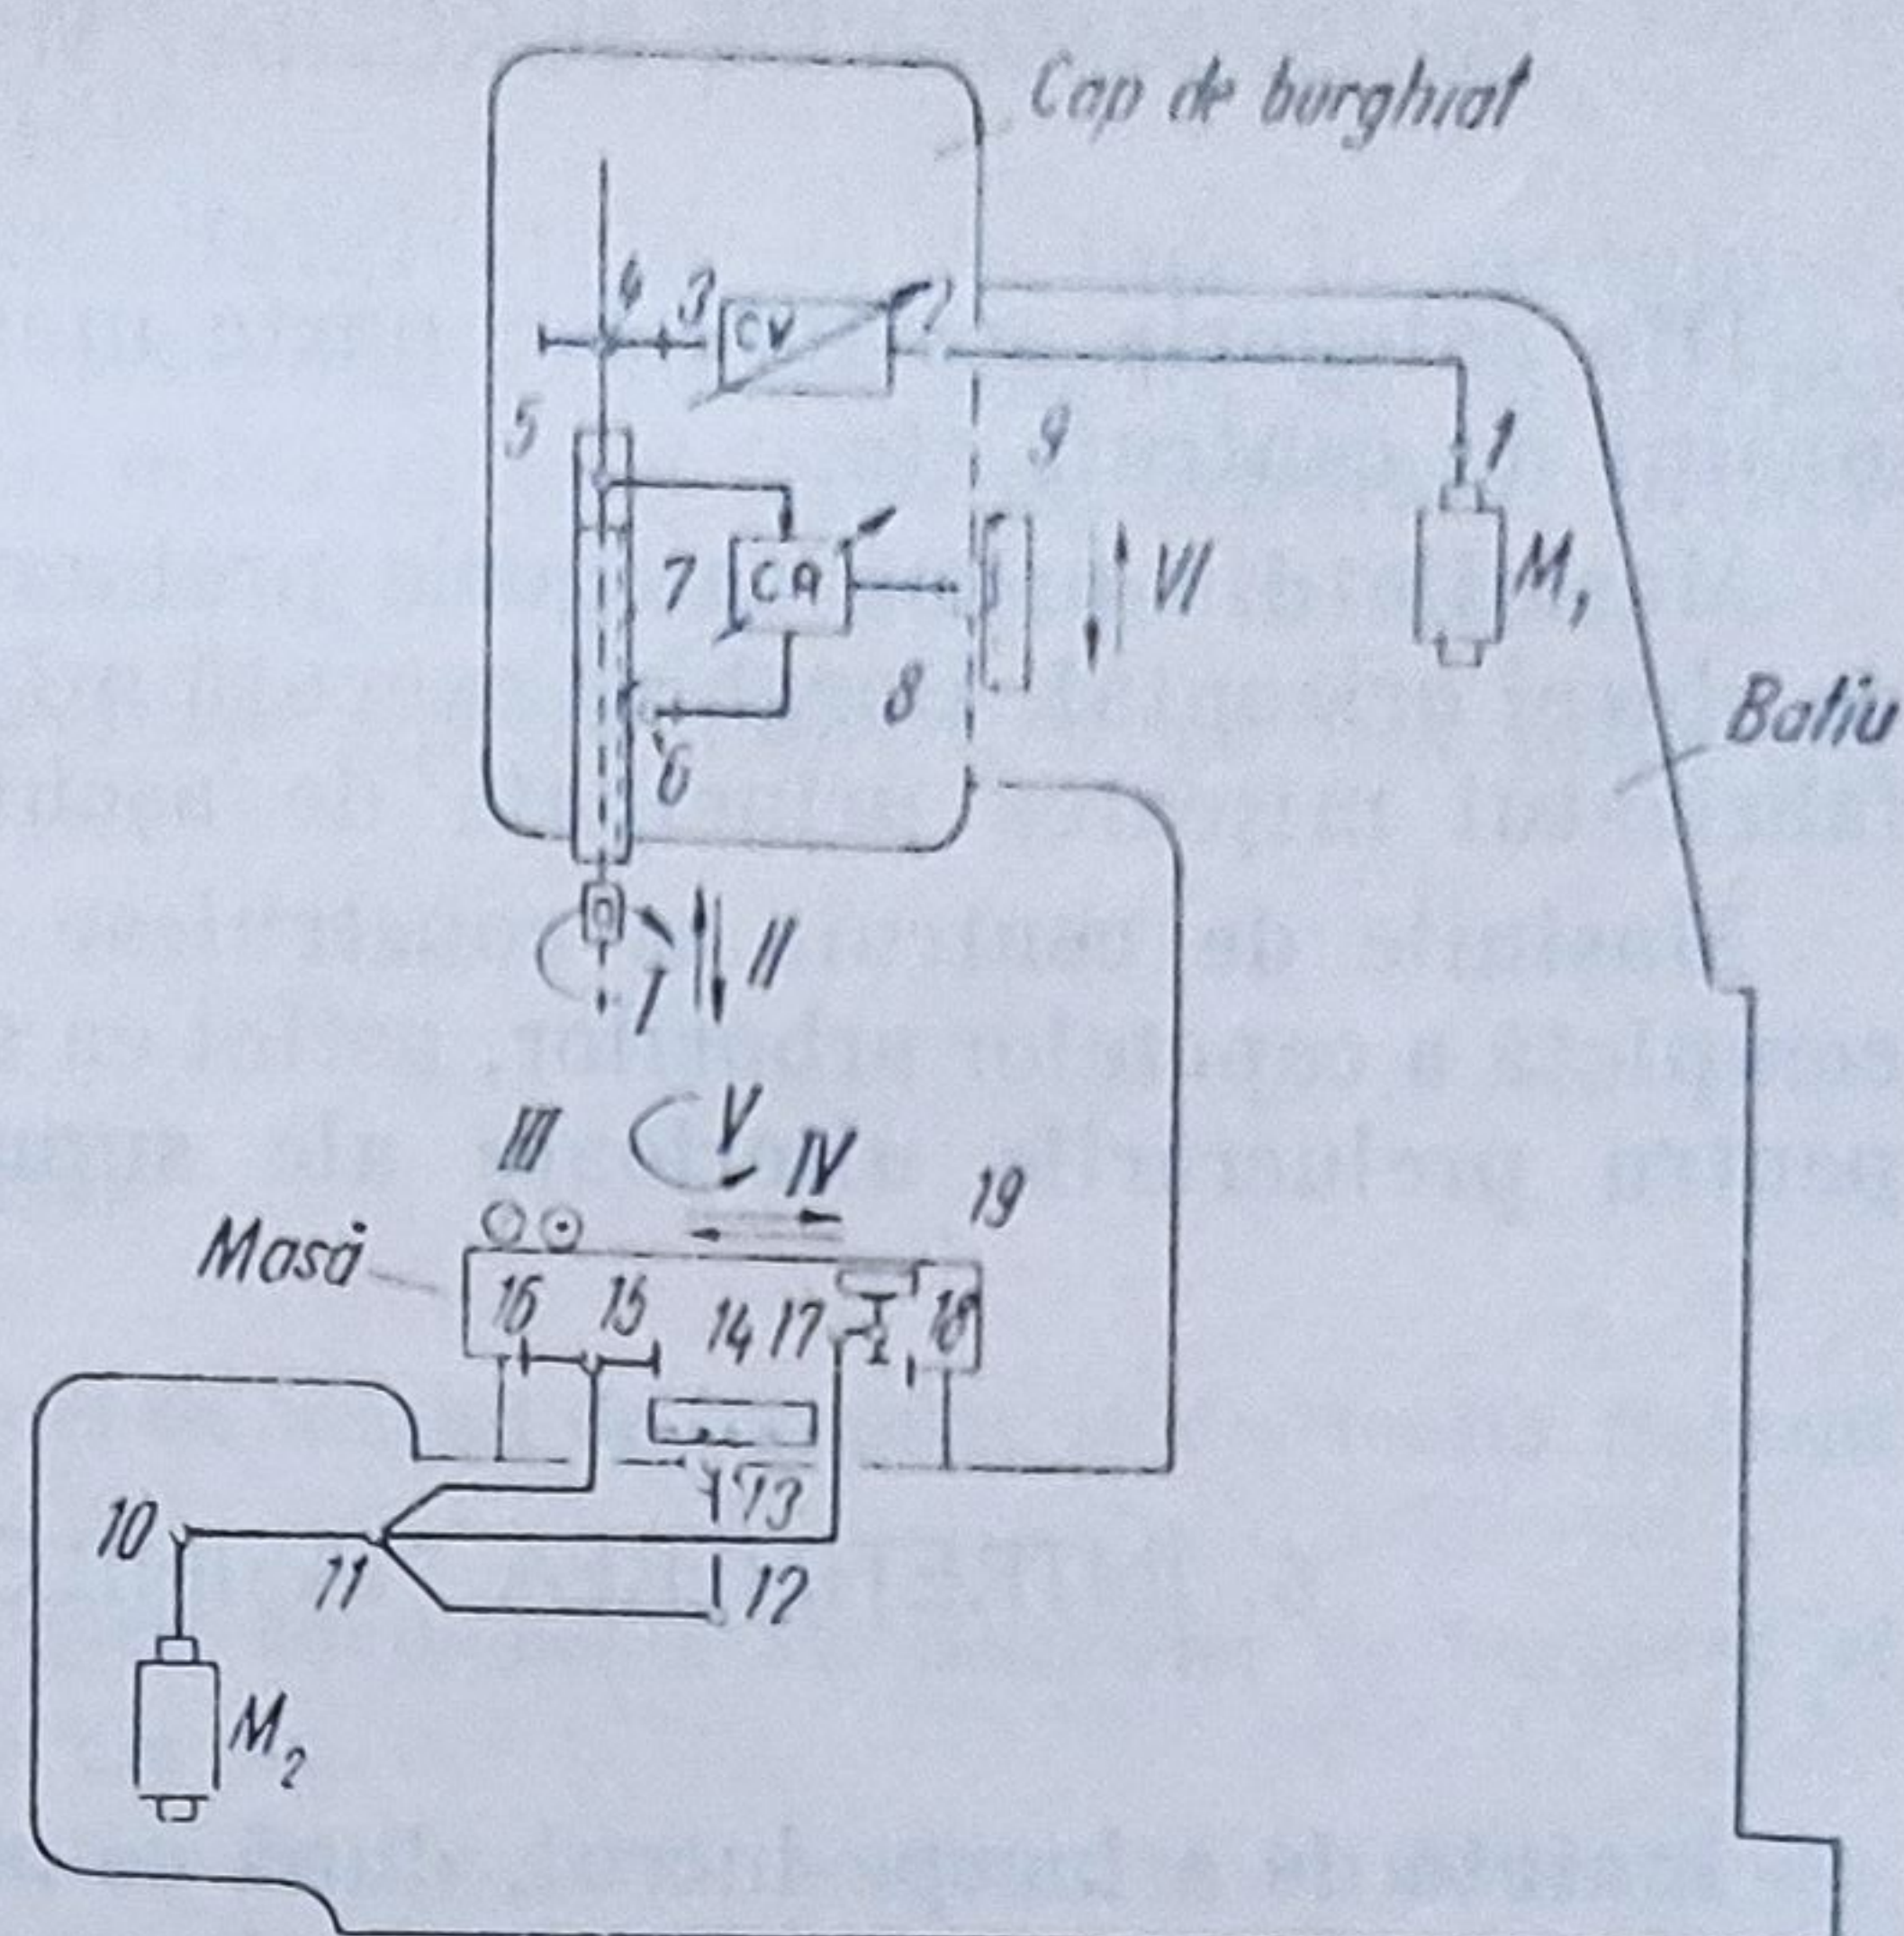 Cap de burghiat
4 3 CV 2
5 9 1
7 CA VI M1
8 Batiu
6
I II
III V IV 19
Masă
16 15 14 17 18
10 13
11 12
M2